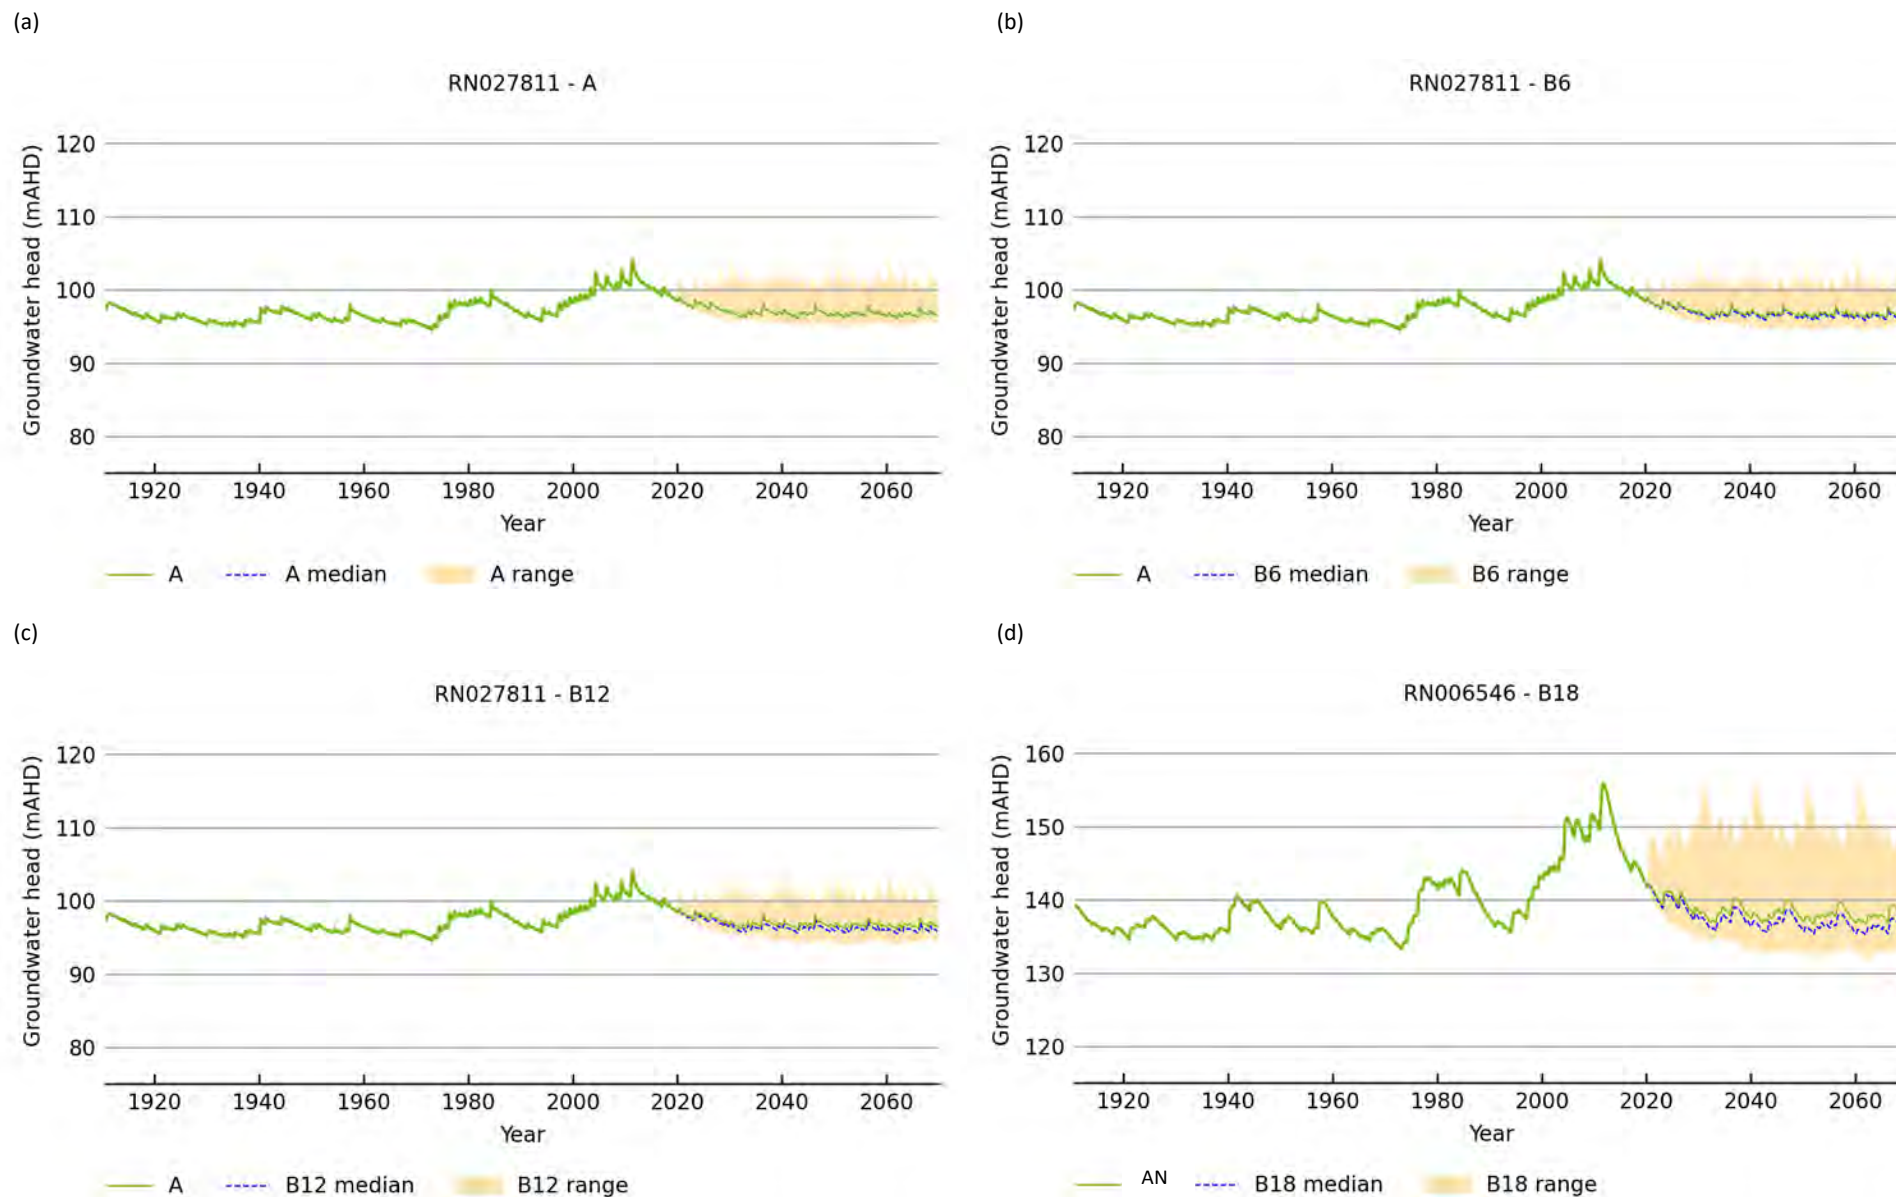 (a)
RN027811 - A
Groundwater head (mAHD)
120
110
100
90
80
1920 1940 1960 1980 2000 2020 2040 2060
Year
A A median A range
(b)
RN027811 - B6
Groundwater head (mAHD)
120
110
100
90
80
1920 1940 1960 1980 2000 2020 2040 2060
Year
A B6 median B6 range
(c)
RN027811 - B12
Groundwater head (mAHD)
120
110
100
90
80
1920 1940 1960 1980 2000 2020 2040 2060
Year
A B12 median B12 range
(d)
RN006546 - B18
Groundwater head (mAHD)
160
150
140
130
120
1920 1940 1960 1980 2000 2020 2040 2060
Year
AN B18 median B18 range